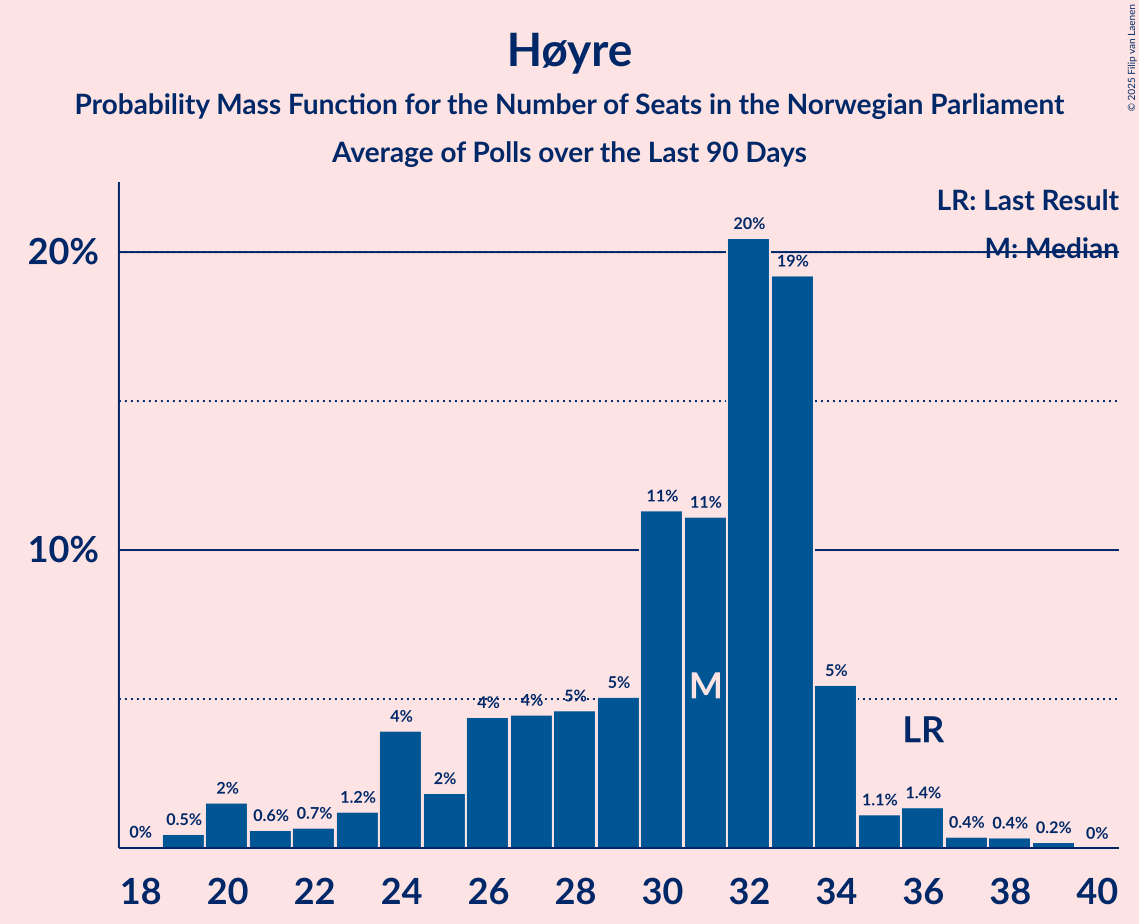 Høyre
Probability Mass Function for the Number of Seats in the Norwegian Parliament
Average of Polls over the Last 90 Days
© 2025 Filip van Laenen
LR: Last Result
M: Median
20%
10%
0%
0.5%
2%
0.6%
0.7%
1.2%
4%
2%
4%
4%
5%
5%
11%
11%
20%
19%
5%
1.1%
1.4%
0.4%
0.4%
0.2%
0%
M
LR
18 20 22 24 26 28 30 32 34 36 38 40